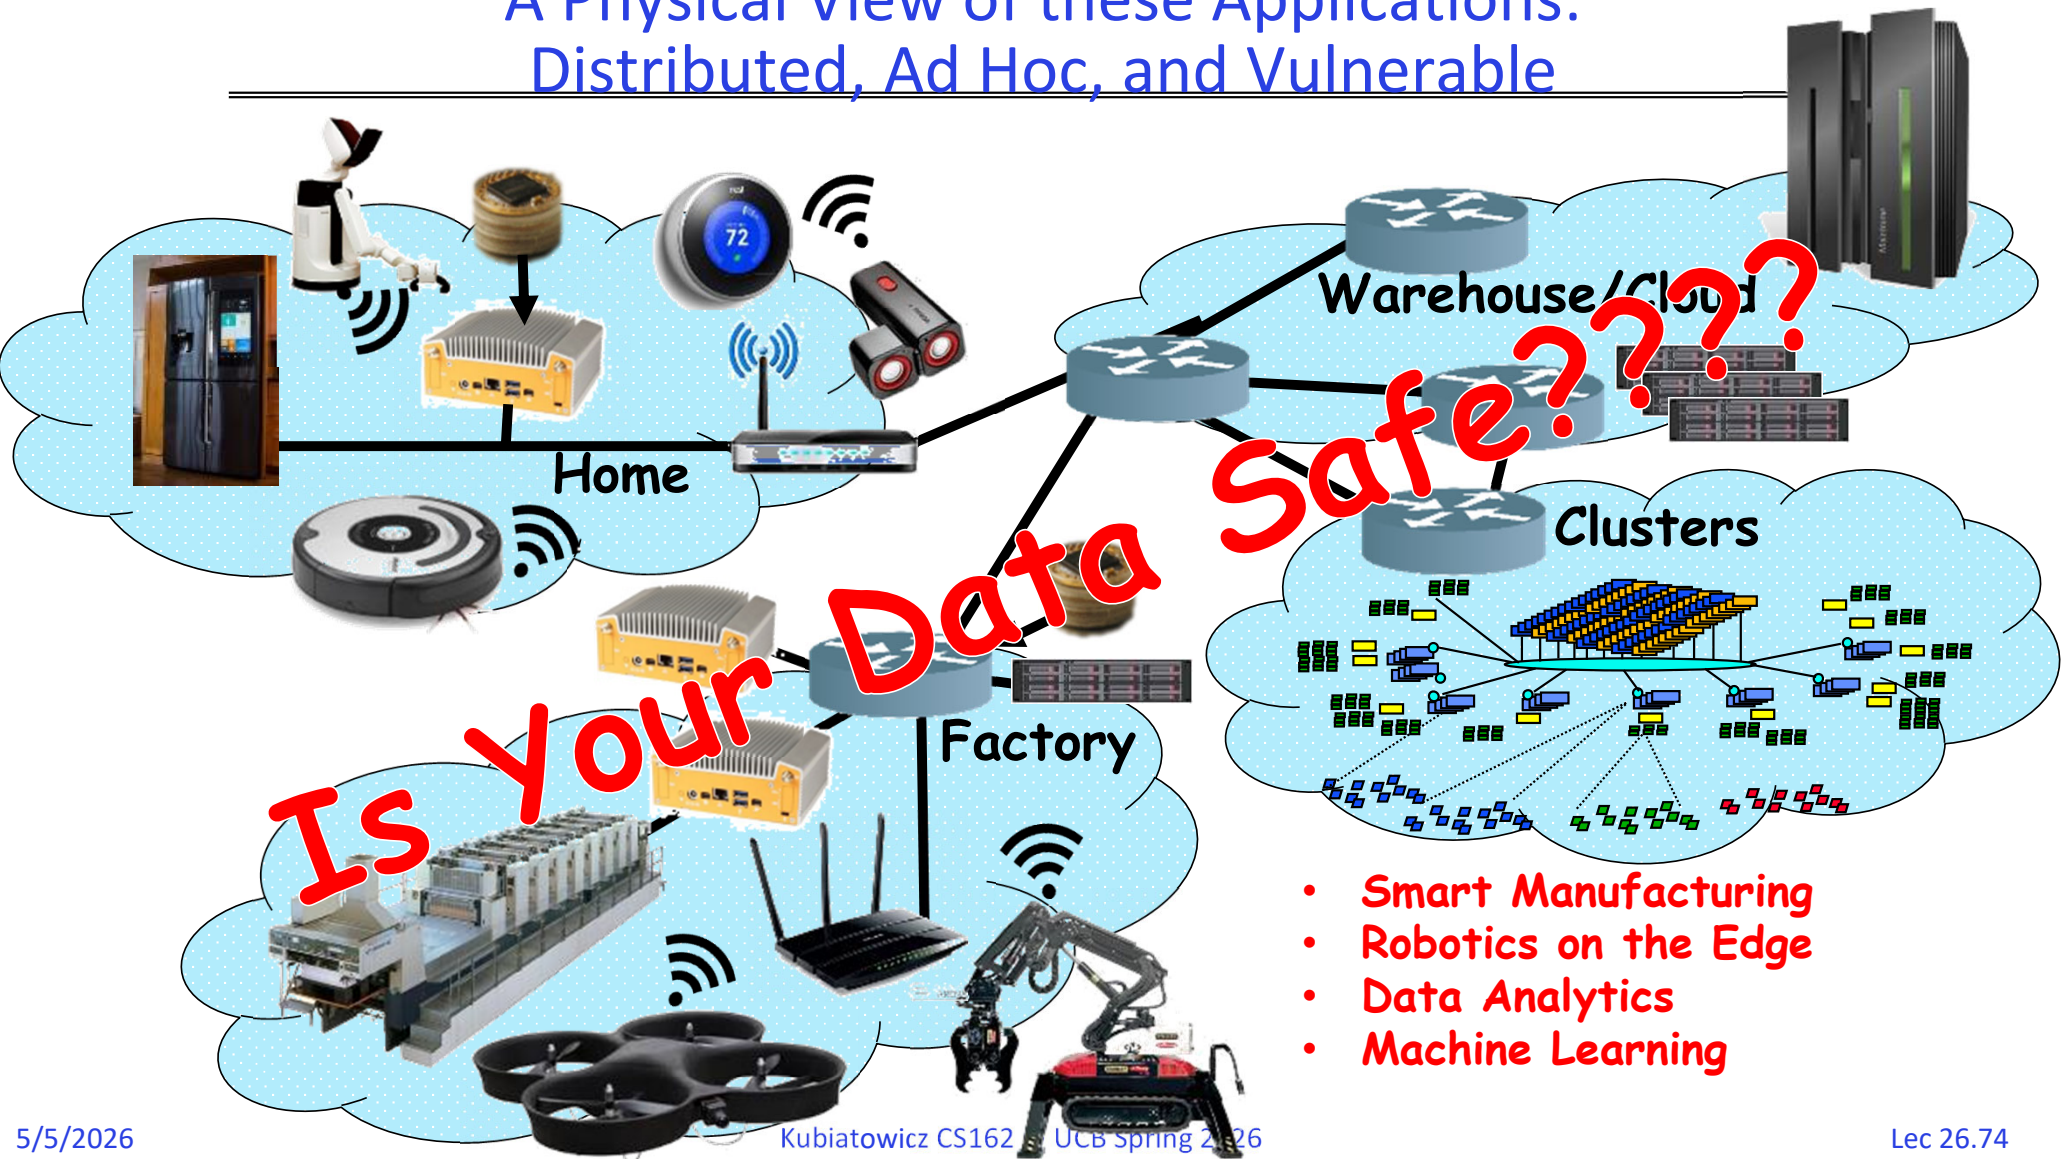 A Physical View of these Applications:
Distributed, Ad Hoc, and Vulnerable
72
Warehouse/Cloud
Home
Clusters
Factory
Is Your Data Safe????
• Smart Manufacturing
• Robotics on the Edge
• Data Analytics
• Machine Learning
5/5/2026
Kubiatowicz CS162 UCB Spring 2026
Lec 26.74